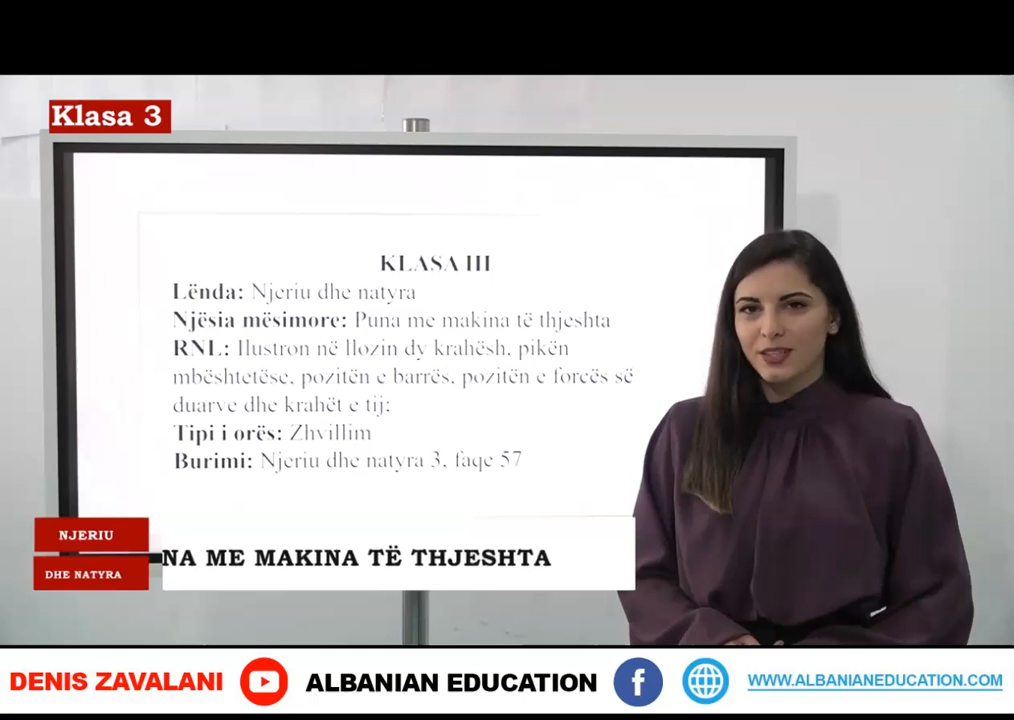 Klasa 3
KLASA III
Lënda: Njeriu dhe natyra
Njësia mësimore: Puna me makina të thjeshta
RNL: Ilustron në llozin dy krahësh, pikën
mbështetëse, pozitën e barrës, pozitën e forcës së
duarve dhe krahët e tij;
Tipi i orës: Zhvillim
Burimi: Njeriu dhe natyra 3, faqe 57
NJERIU
DHE NATYRA
NA ME MAKINA TË THJESHTA
DENIS ZAVALANI
ALBANIAN EDUCATION
WWW.ALBANIANEDUCATION.COM